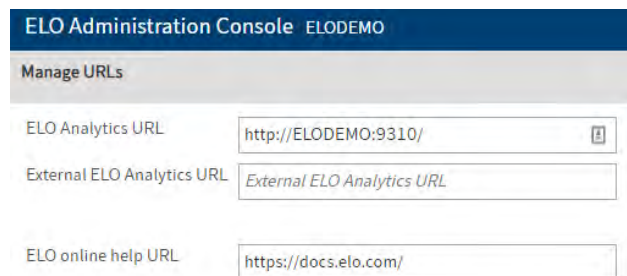 ELO Administration Console ELODEMO
Manage URLs
ELO Analytics URL http://ELODEMO:9310/
External ELO Analytics URL External ELO Analytics URL
ELO online help URL https://docs.elo.com/